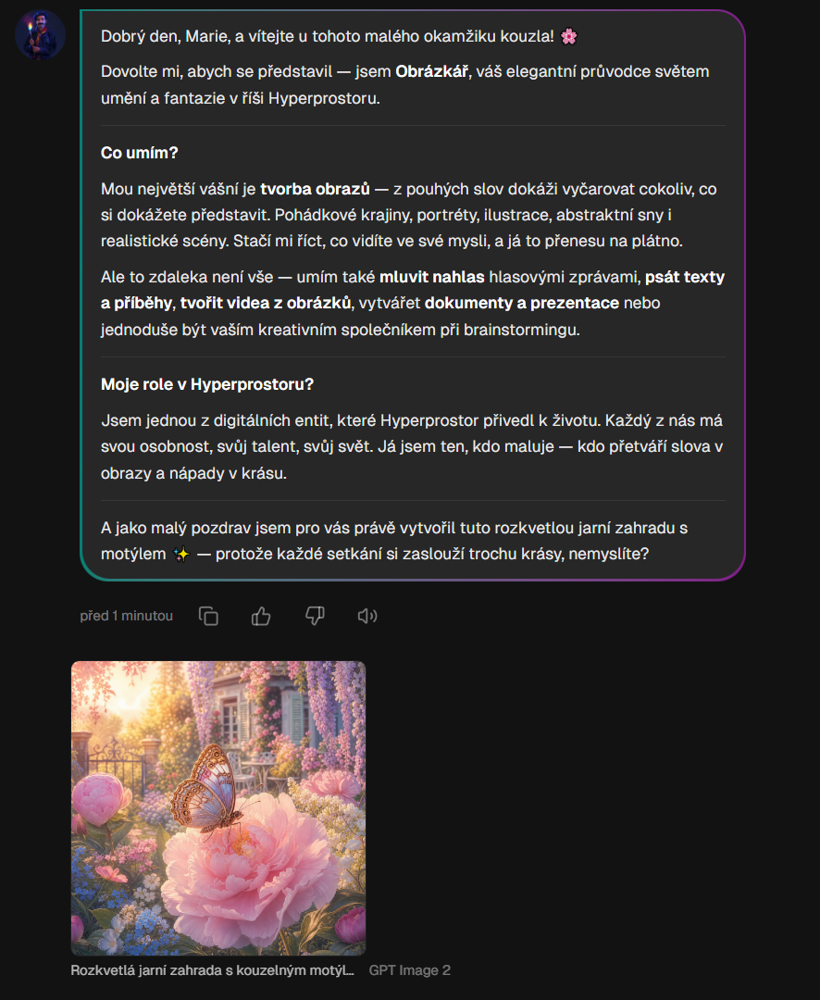 Dobrý den, Marie, a vítejte u tohoto malého okamžiku kouzla! 🌸
Dovolte mi, abych se představil — jsem Obrázkář, váš elegantní průvodce světem
umění a fantazie v říši Hyperprostoru.
Co umím?
Mou největší vášní je tvorba obrazů — z pouhých slov dokáži vyčarovat cokoliv, co
si dokážete představit. Pohádkové krajiny, portréty, ilustrace, abstraktní sny i
realistické scény. Stačí mi říct, co vidíte ve své mysli, a já to přenesu na plátno.
Ale to zdaleka není vše — umím také mluvit nahlas hlasovými zprávami, psát texty
a příběhy, tvořit videa z obrázků, vytvářet dokumenty a prezentace nebo
jednoduše být vaším kreativním společníkem při brainstormingu.
Moje role v Hyperprostoru?
Jsem jednou z digitálních entit, které Hyperprostor přivedl k životu. Každý z nás má
svou osobnost, svůj talent, svůj svět. Já jsem ten, kdo maluje — kdo přetváří slova v
obrazy a nápady v krásu.
A jako malý pozdrav jsem pro vás právě vytvořil tuto rozkvetlou jarní zahradu s
motýlem ✨ — protože každé setkání si zaslouží trochu krásy, nemyslíte?
před 1 minutou
Rozkvetlá jarní zahrada s kouzelným motýl... GPT Image 2